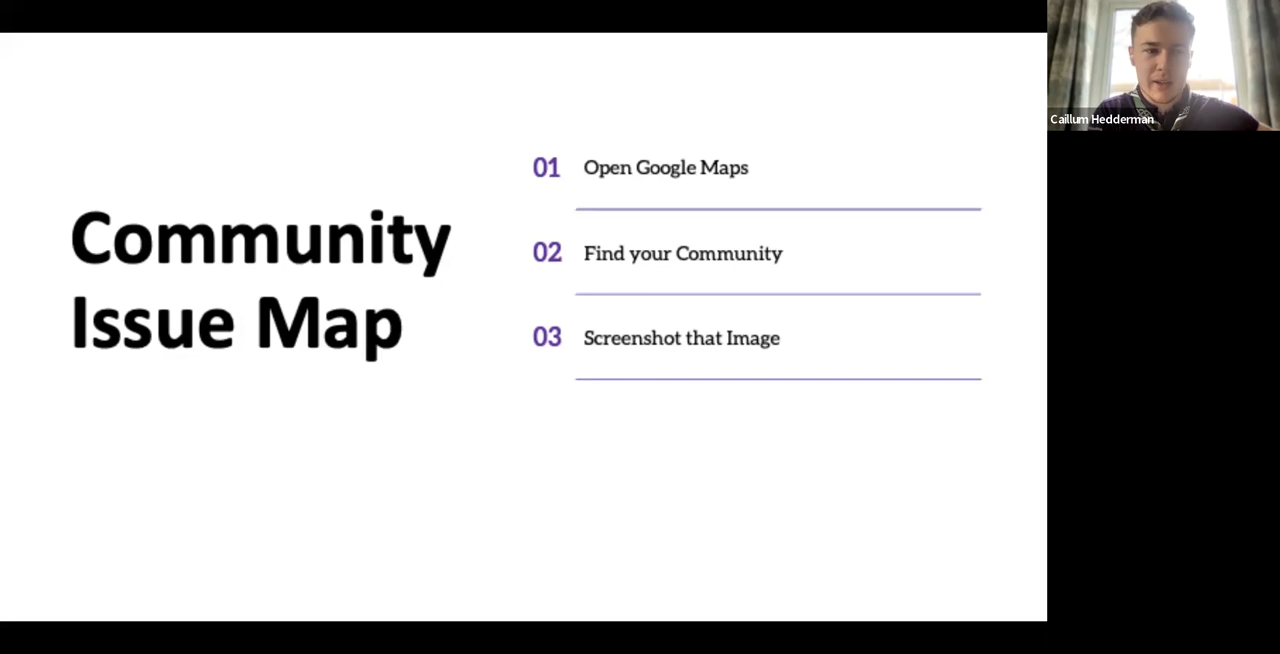 Community
Issue Map
01 Open Google Maps
02 Find your Community
03 Screenshot that Image
Caillum Hedderman